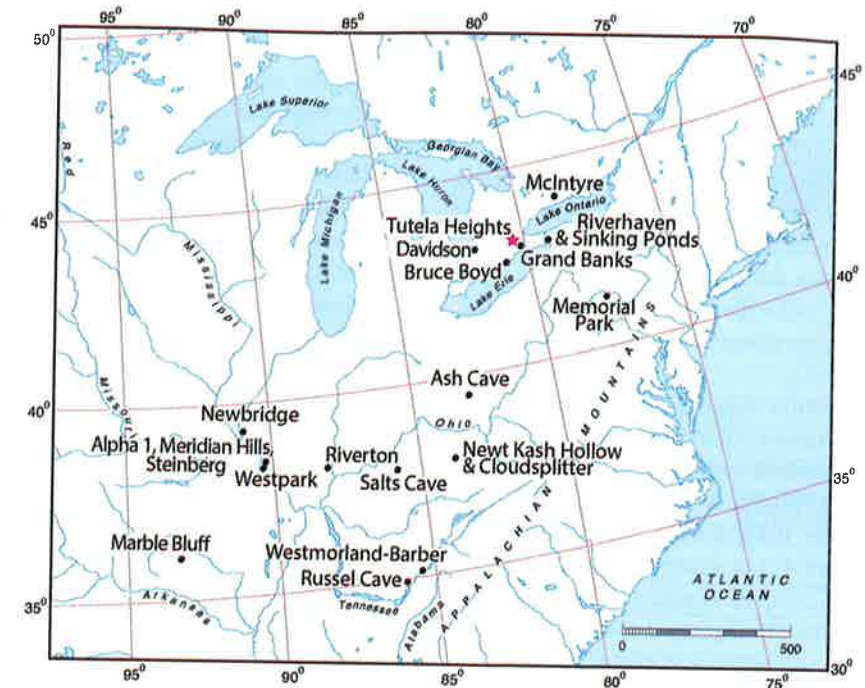 95°
90°
85°
80°
75°
70°
50°
45°
Lake Superior
Georgian Bay
Red
Lake Huron
McIntyre
Lake Michigan
Lake Ontario
45°
Tutela Heights
Riverhaven
& Sinking Ponds
Davidson
Grand Banks
Bruce Boyd
40°
Mississippi
Lake Erie
Memorial
Park
Ash Cave
Missouri
40°
Newbridge
Ohio
Alpha 1, Meridian Hills,
Steinberg
Westpark
Riverton
Salts Cave
Newt Kash Hollow
& Cloudsplitter
35°
APPALACHIAN MOUNTAINS
Marble Bluff
Westmorland-Barber
Russel Cave
ATLANTIC
OCEAN
35°
Arkansas
Tennessee
Alabama
0
500
30°
95°
90°
85°
80°
75°